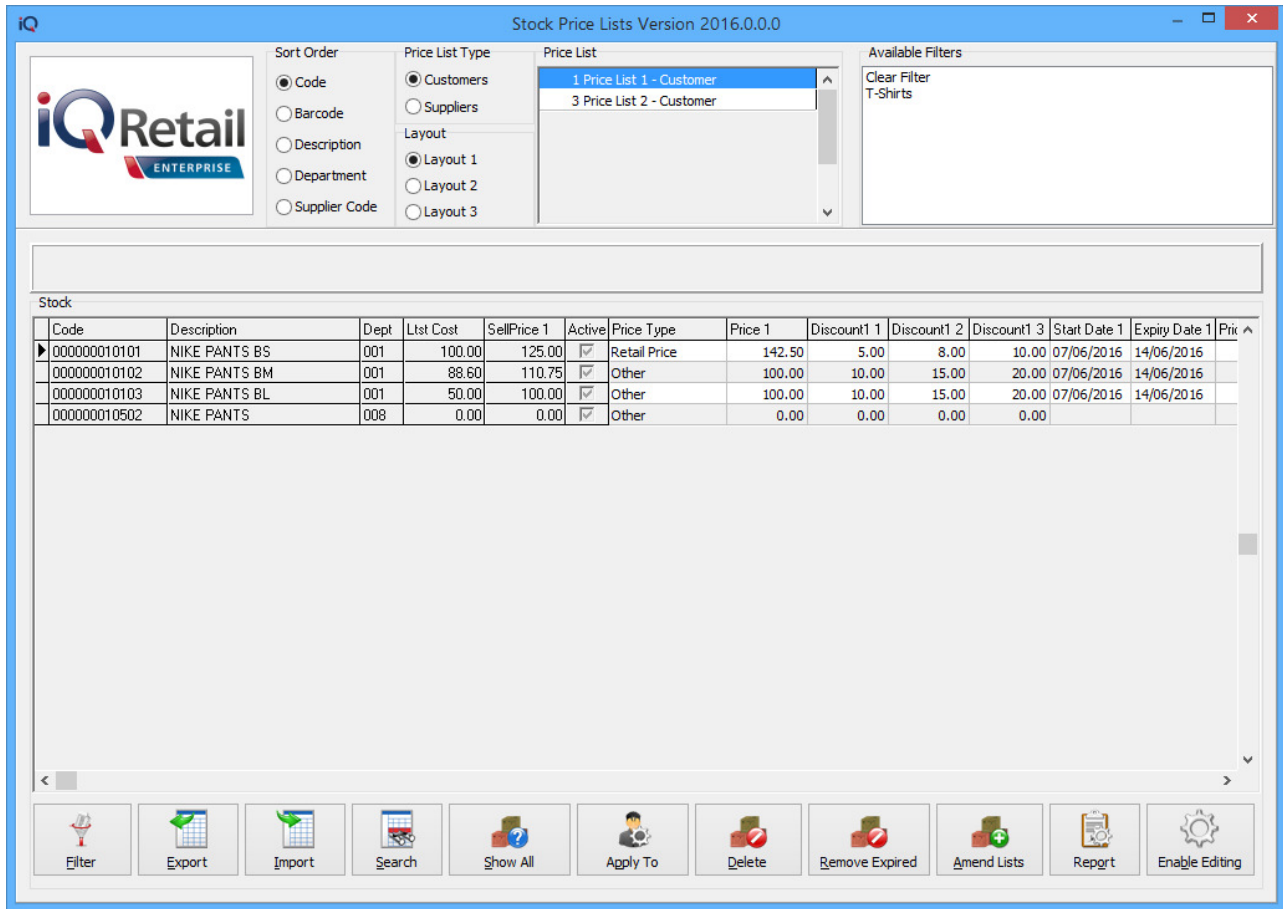 iQ Stock Price Lists Version 2016.0.0.0
iQ Retail
ENTERPRISE
Sort Order
Code
Barcode
Description
Department
Supplier Code
Price List Type
Customers
Suppliers
Layout
Layout 1
Layout 2
Layout 3
Price List
1 Price List 1 - Customer
3 Price List 2 - Customer
Available Filters
Clear Filter
T-Shirts
Stock
Code Description Dept Ltst Cost SellPrice 1 Active Price Type Price 1 Discount1 1 Discount1 2 Discount1 3 Start Date 1 Expiry Date 1 Pric
000000010101 NIKE PANTS BS 001 100.00 125.00 Retail Price 142.50 5.00 8.00 10.00 07/06/2016 14/06/2016
000000010102 NIKE PANTS BM 001 88.60 110.75 Other 100.00 10.00 15.00 20.00 07/06/2016 14/06/2016
000000010103 NIKE PANTS BL 001 50.00 100.00 Other 100.00 10.00 15.00 20.00 07/06/2016 14/06/2016
000000010502 NIKE PANTS 008 0.00 0.00 Other 0.00 0.00 0.00 0.00
Filter Export Import Search Show All Apply To Delete Remove Expired Amend Lists Report Enable Editing